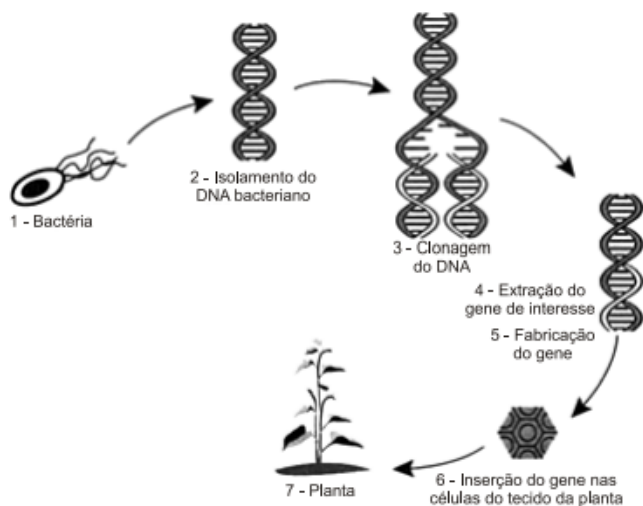 1 - Bactéria
2 - Isolamento do
DNA bacteriano
3 - Clonagem
do DNA
4 - Extração do
gene de interesse
5 - Fabricação
do gene
6 - Inserção do gene nas
células do tecido da planta
7 - Planta